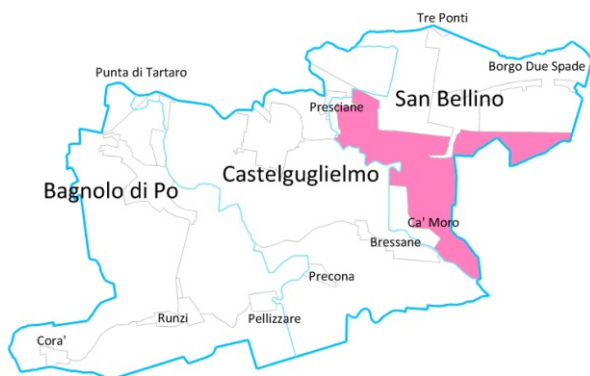 Tre Ponti
Borgo Due Spade
Punta di Tartaro
San Bellino
Presciane
Castelguglielmo
Bagnolo di Po
Ca' Moro
Bressane
Precona
Runzi
Pellizzare
Cora'